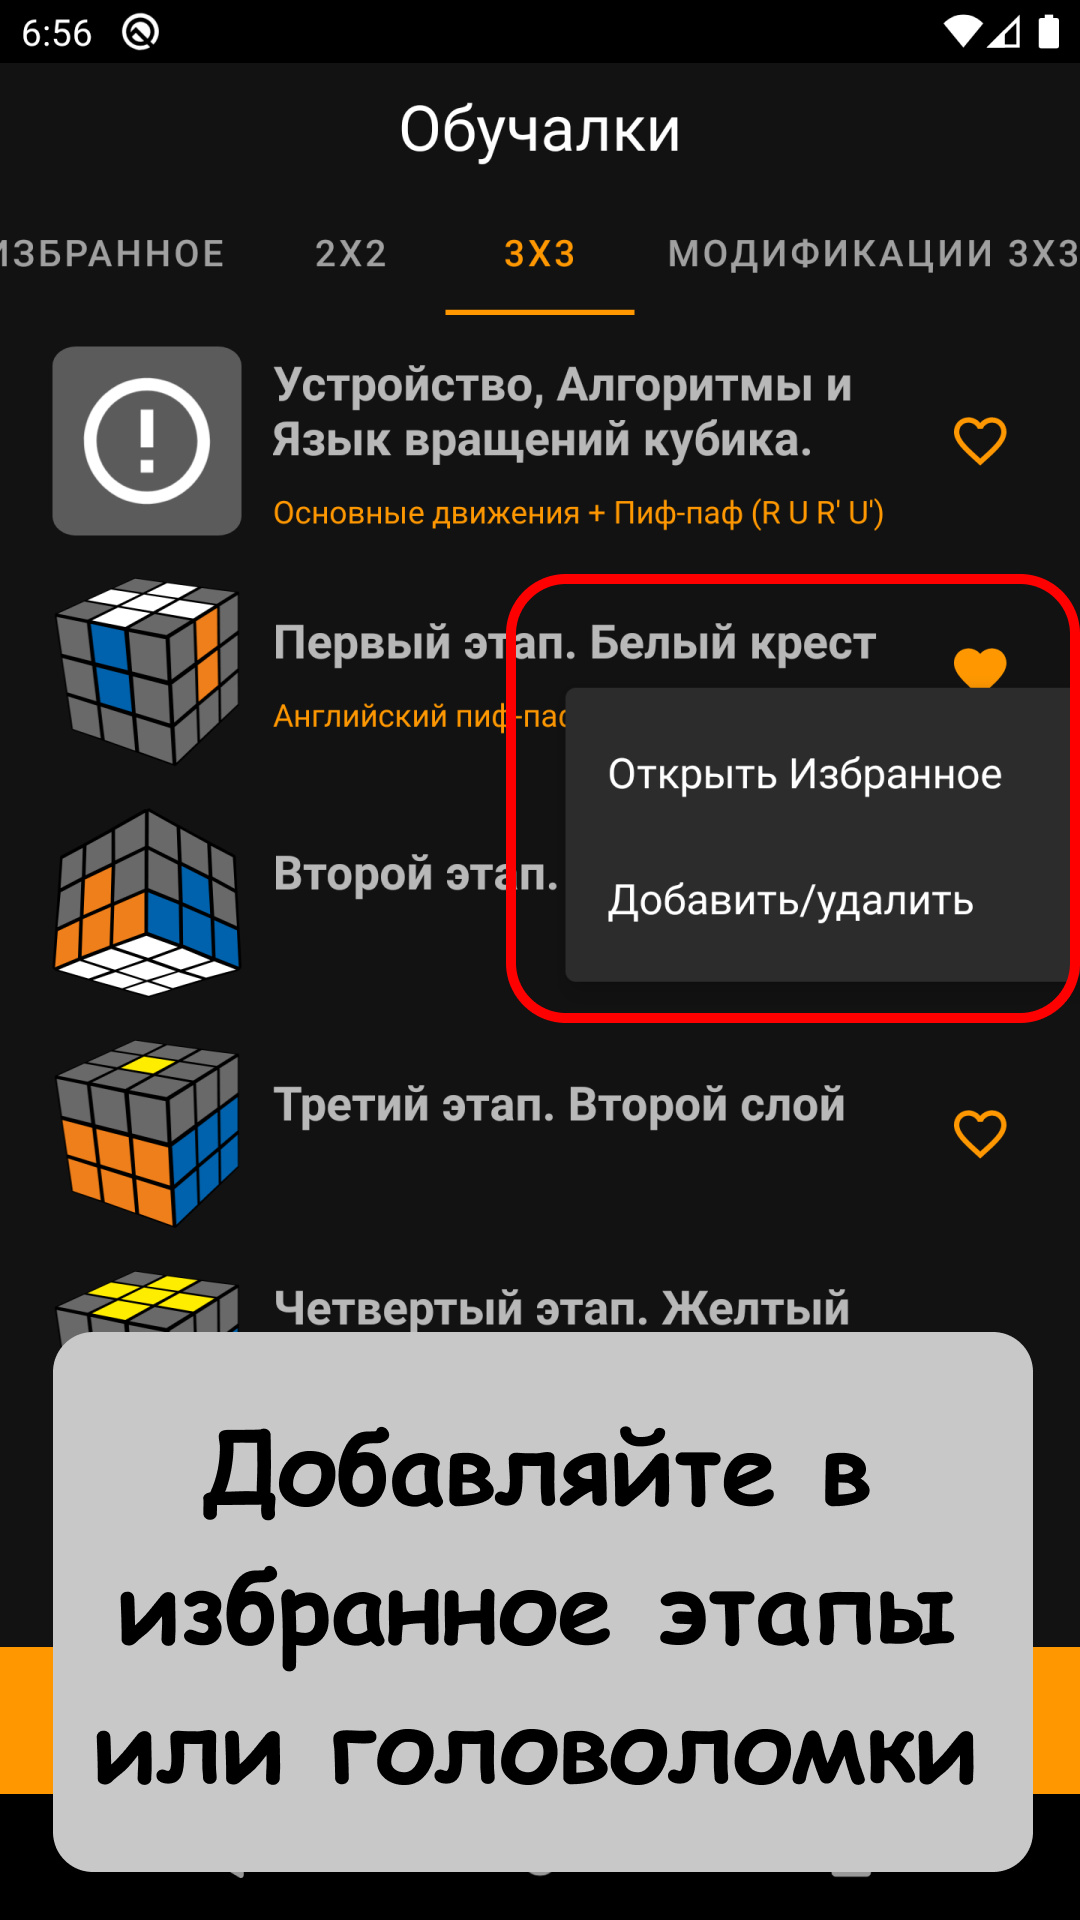 6:56
Обучалки
ИЗБРАННОЕ 2X2 3X3 МОДИФИКАЦИИ 3X3
Устройство, Алгоритмы и
Язык вращений кубика.
Основные движения + Пиф-паф (R U R' U')
Первый этап. Белый крест
Английский пиф-паф
Открыть Избранное
Второй этап.
Добавить/удалить
Третий этап. Второй слой
Четвертый этап. Желтый
Добавляйте в
избранное этапы
или головоломки